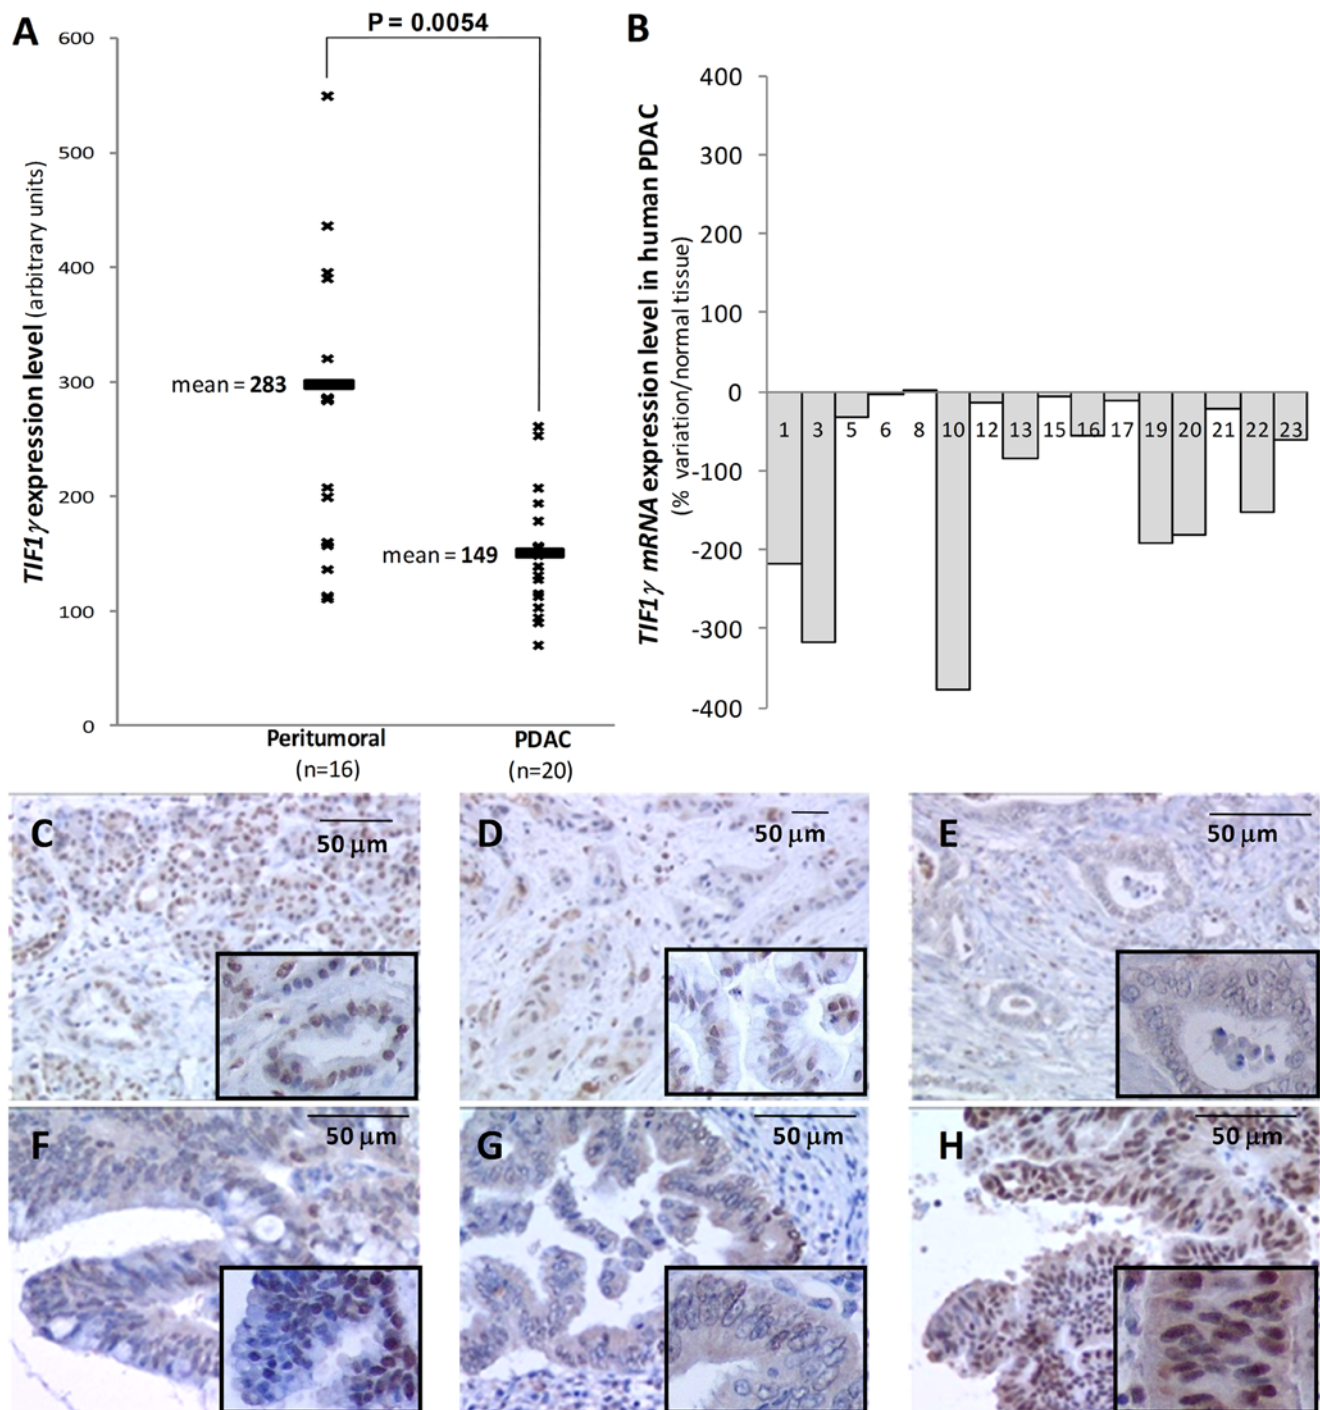 A
P = 0.0054
600
500
400
300
200
100
0
TIF1γ expression level (arbitrary units)
mean = 283
mean = 149
Peritumoral
(n=16)
PDAC
(n=20)
B
TIF1γ mRNA expression level in human PDAC
(% variation/normal tissue)
400
300
200
100
0
-100
-200
-300
-400
1 3 5 6 8 10 12 13 15 16 17 19 20 21 22 23
C
50 µm
D
50 µm
E
50 µm
F
50 µm
G
50 µm
H
50 µm